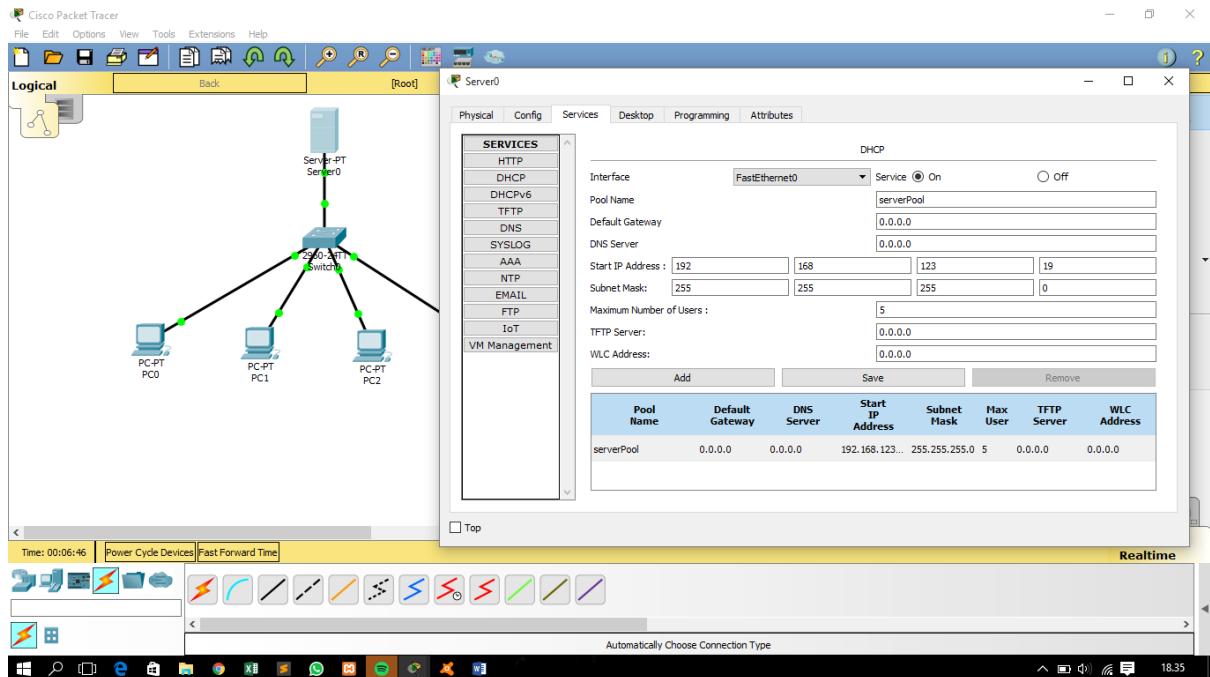 Cisco Packet Tracer
File Edit Options View Tools Extensions Help
Logical Back [Root]
Server-PT
Server0
2960-24TT
Switch0
PC-PT
PC0
PC-PT
PC1
PC-PT
PC2
Server0
Physical Config Services Desktop Programming Attributes
SERVICES
HTTP
DHCP
DHCPv6
TFTP
DNS
SYSLOG
AAA
NTP
EMAIL
FTP
IoT
VM Management
DHCP
Interface FastEthernet0 Service On Off
Pool Name serverPool
Default Gateway 0.0.0.0
DNS Server 0.0.0.0
Start IP Address : 192 168 123 19
Subnet Mask: 255 255 255 0
Maximum Number of Users : 5
TFTP Server: 0.0.0.0
WLC Address: 0.0.0.0
Add Save Remove
Pool Name Default Gateway DNS Server Start IP Address Subnet Mask Max User TFTP Server WLC Address
serverPool 0.0.0.0 0.0.0.0 192.168.123... 255.255.255.0 5 0.0.0.0 0.0.0.0
Top
Time: 00:06:46 Power Cycle Devices Fast Forward Time Realtime
Automatically Choose Connection Type
18.35